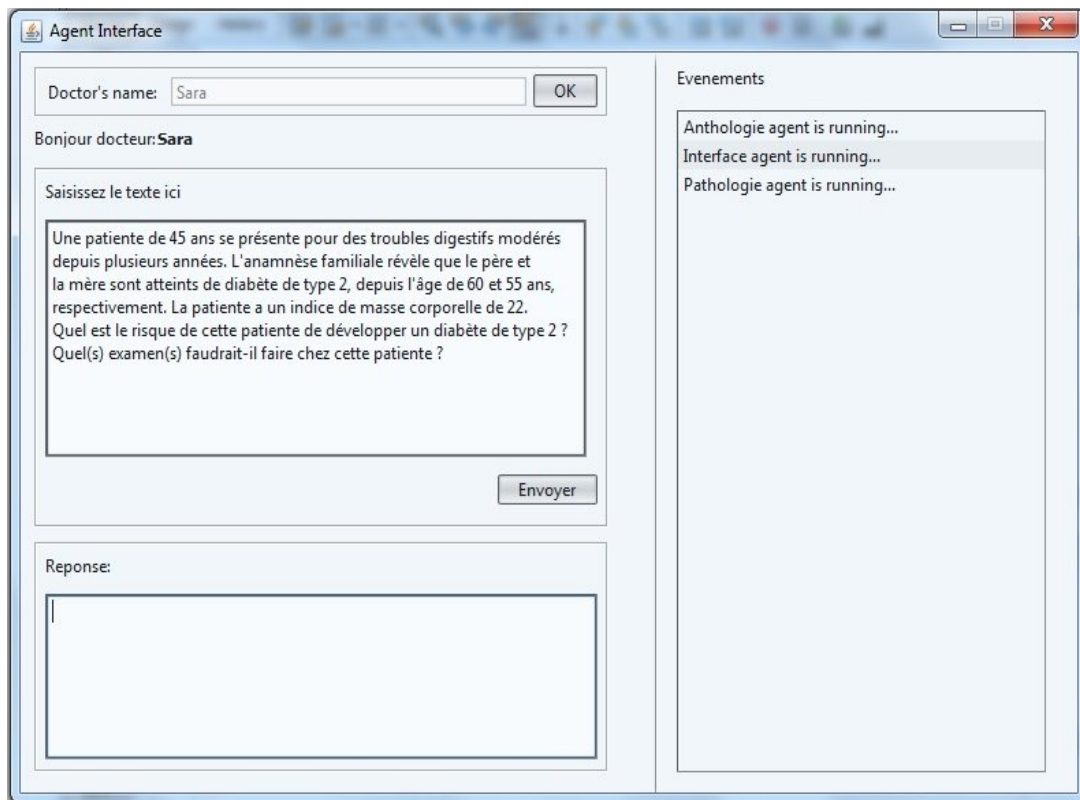 Agent Interface
Doctor's name: Sara OK
Bonjour docteur:Sara
Saisissez le texte ici
Une patiente de 45 ans se présente pour des troubles digestifs modérés
depuis plusieurs années. L'anamnèse familiale révèle que le père et
la mère sont atteints de diabète de type 2, depuis l'âge de 60 et 55 ans,
respectivement. La patiente a un indice de masse corporelle de 22.
Quel est le risque de cette patiente de développer un diabète de type 2 ?
Quel(s) examen(s) faudrait-il faire chez cette patiente ?
Envoyer
Reponse:
Evenements
Anthologie agent is running...
Interface agent is running...
Pathologie agent is running...